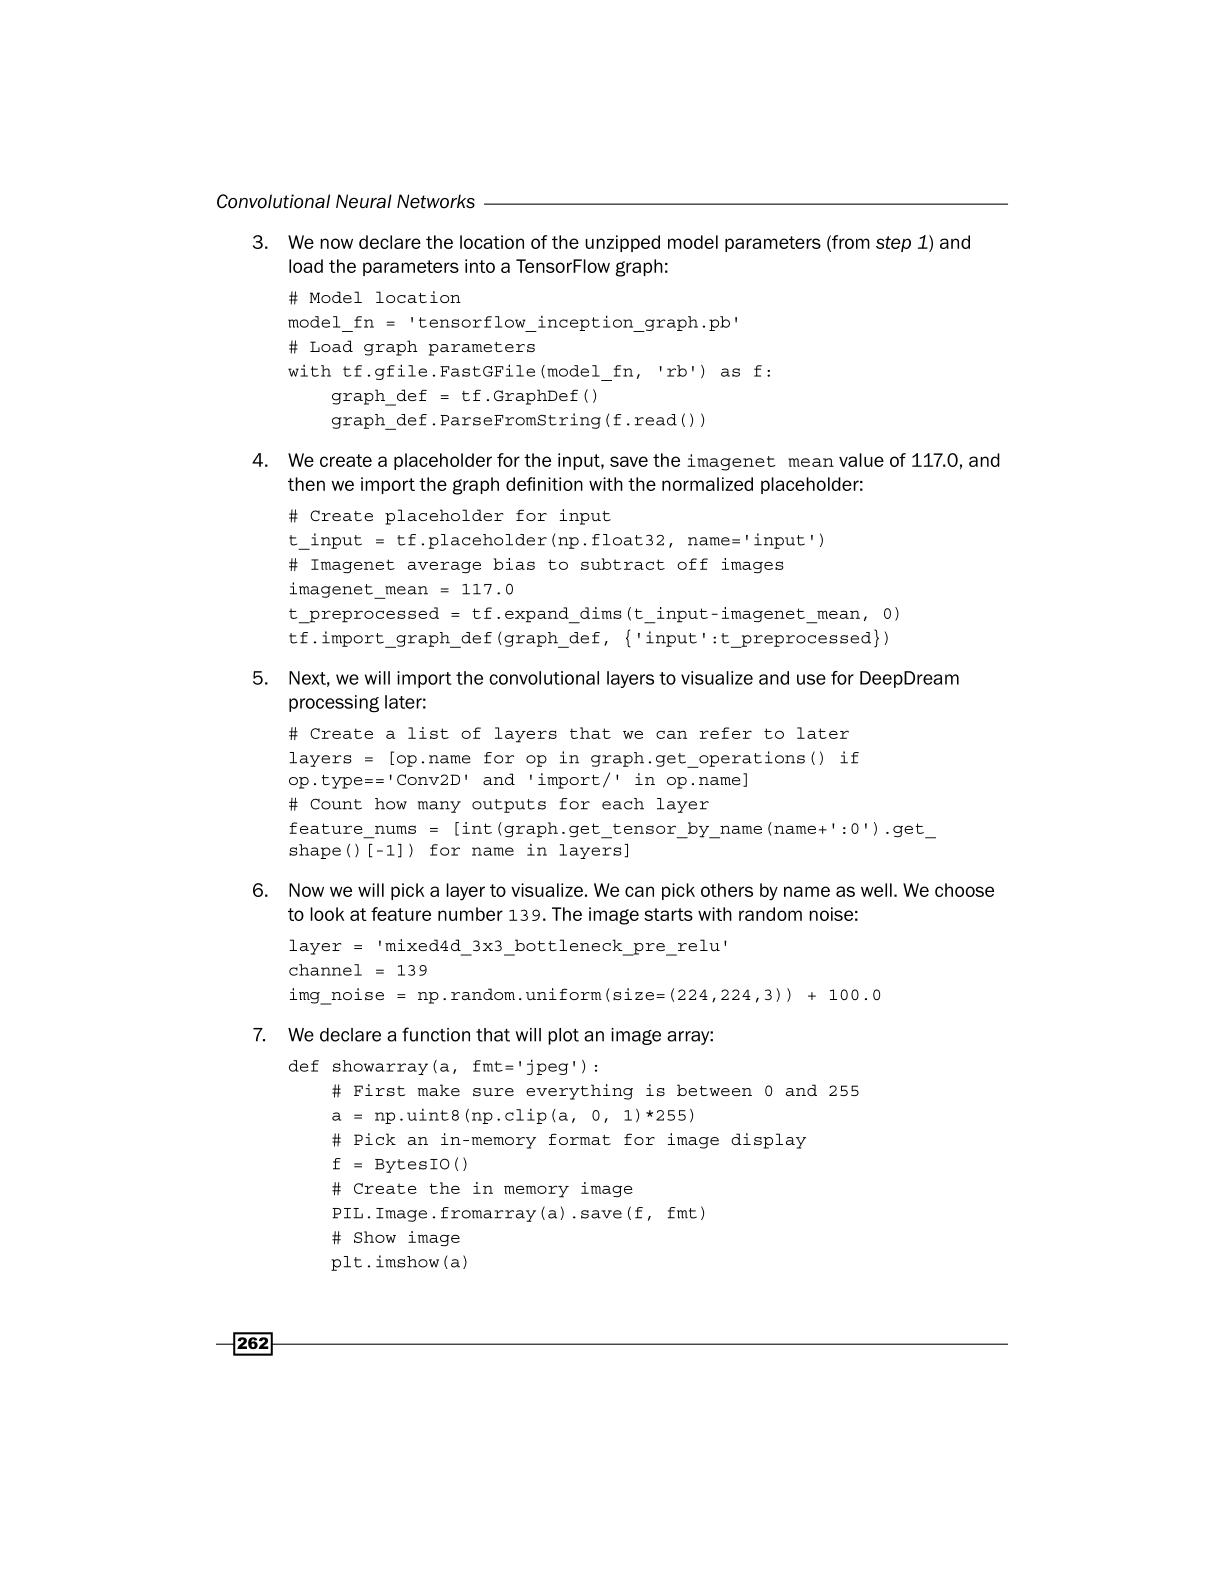 Convolutional Neural Networks
3. We now declare the location of the unzipped model parameters (from step 1) and
load the parameters into a TensorFlow graph:
# Model location
model_fn = 'tensorflow_inception_graph.pb'
# Load graph parameters
with tf.gfile.FastGFile(model_fn, 'rb') as f:
    graph_def = tf.GraphDef()
    graph_def.ParseFromString(f.read())
4. We create a placeholder for the input, save the imagenet mean value of 117.0, and
then we import the graph definition with the normalized placeholder:
# Create placeholder for input
t_input = tf.placeholder(np.float32, name='input')
# Imagenet average bias to subtract off images
imagenet_mean = 117.0
t_preprocessed = tf.expand_dims(t_input-imagenet_mean, 0)
tf.import_graph_def(graph_def, {'input':t_preprocessed})
5. Next, we will import the convolutional layers to visualize and use for DeepDream
processing later:
# Create a list of layers that we can refer to later
layers = [op.name for op in graph.get_operations() if
op.type=='Conv2D' and 'import/' in op.name]
# Count how many outputs for each layer
feature_nums = [int(graph.get_tensor_by_name(name+':0').get_
shape()[-1]) for name in layers]
6. Now we will pick a layer to visualize. We can pick others by name as well. We choose
to look at feature number 139. The image starts with random noise:
layer = 'mixed4d_3x3_bottleneck_pre_relu'
channel = 139
img_noise = np.random.uniform(size=(224,224,3)) + 100.0
7. We declare a function that will plot an image array:
def showarray(a, fmt='jpeg'):
    # First make sure everything is between 0 and 255
    a = np.uint8(np.clip(a, 0, 1)*255)
    # Pick an in-memory format for image display
    f = BytesIO()
    # Create the in memory image
    PIL.Image.fromarray(a).save(f, fmt)
    # Show image
    plt.imshow(a)
262